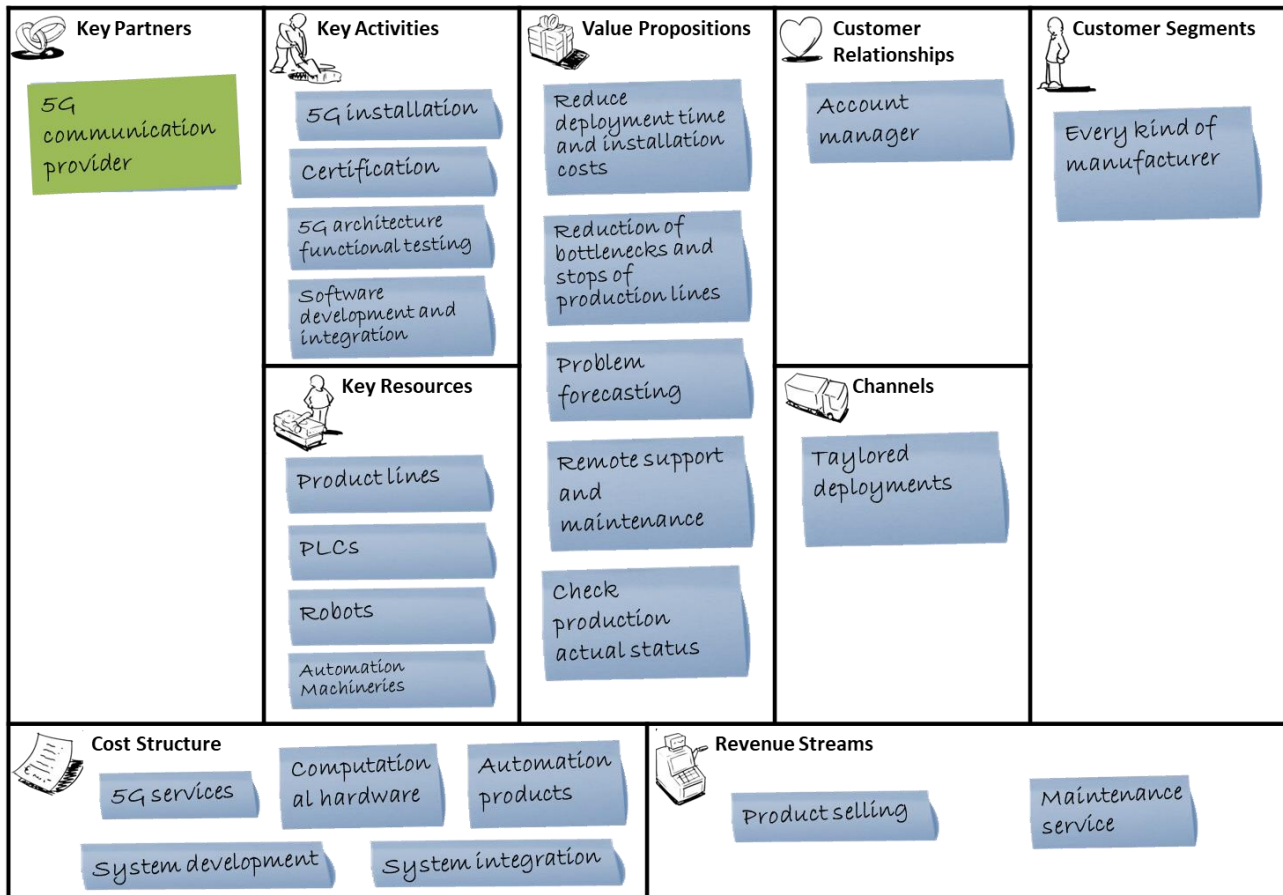 Key Partners
5G
communication
provider
Key Activities
5G installation
Certification
5G architecture
functional testing
Software
development and
integration
Key Resources
Product lines
PLCs
Robots
Automation
Machineries
Value Propositions
Reduce
deployment time
and installation
costs
Reduction of
bottlenecks and
stops of
production lines
Problem
forecasting
Remote support
and
maintenance
Check
production
actual status
Customer
Relationships
Account
manager
Channels
Taylored
deployments
Customer Segments
Every kind of
manufacturer
Cost Structure
5G services
Computation
al hardware
Automation
products
System development
System integration
Revenue Streams
Product selling
Maintenance
service